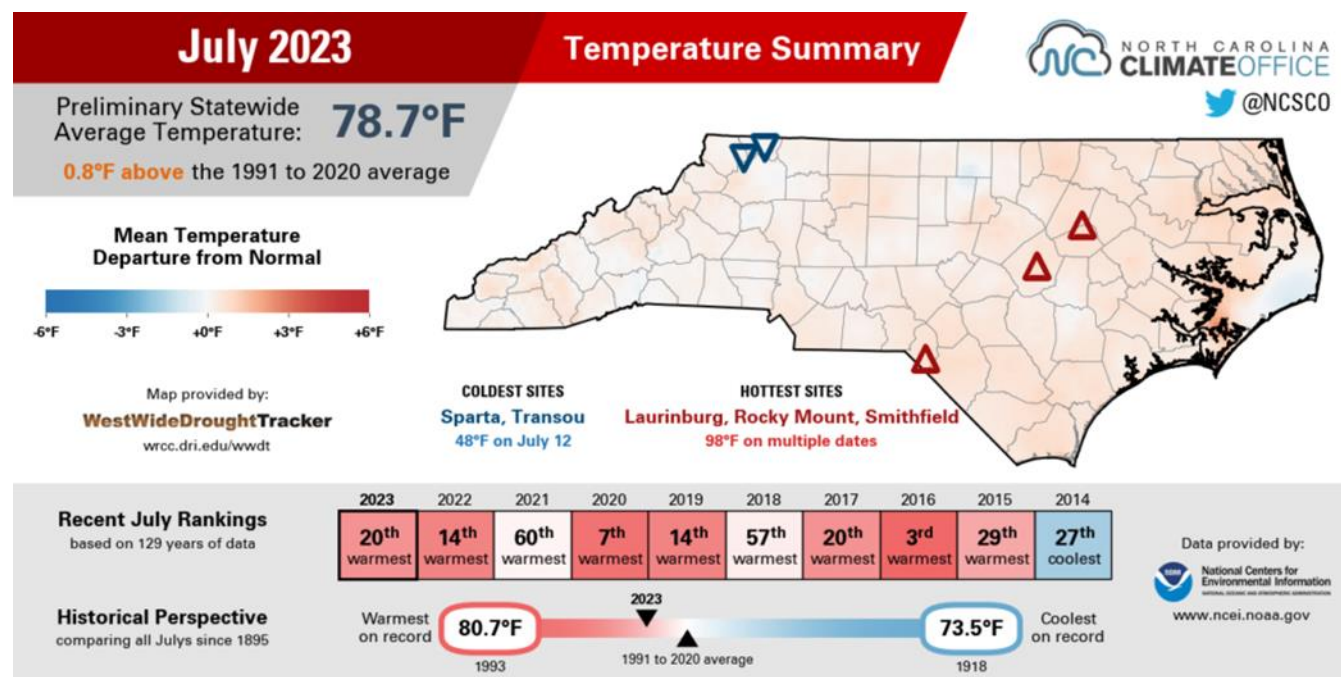 July 2023
Temperature Summary
NC
NORTH CAROLINA
CLIMATEOFFICE
@NCSCO
Preliminary Statewide
Average Temperature:
78.7°F
0.8°F above the 1991 to 2020 average
Mean Temperature
Departure from Normal
-6°F -3°F +0°F +3°F +6°F
Map provided by:
WestWideDroughtTracker
wrcc.dri.edu/wwdt
COLDEST SITES
Sparta, Transou
48°F on July 12
HOTTEST SITES
Laurinburg, Rocky Mount, Smithfield
98°F on multiple dates
Recent July Rankings
based on 129 years of data
2023 2022 2021 2020 2019 2018 2017 2016 2015 2014
20th 14th 60th 7th 14th 57th 20th 3rd 29th 27th
warmest warmest warmest warmest warmest warmest warmest warmest warmest coolest
Historical Perspective
comparing all Julys since 1895
Warmest
on record
80.7°F
1993
2023
1991 to 2020 average
73.5°F
1918
Coolest
on record
Data provided by:
National Centers for
Environmental Information
NATIONAL OCEANIC AND ATMOSPHERIC ADMINISTRATION
www.ncei.noaa.gov